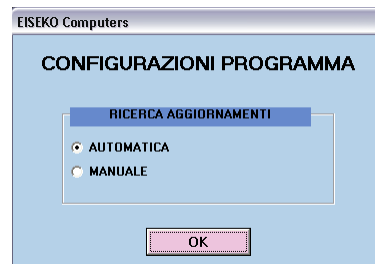 EISEKO Computers
CONFIGURAZIONI PROGRAMMA
RICERCA AGGIORNAMENTI
AUTOMATICA
MANUALE
OK